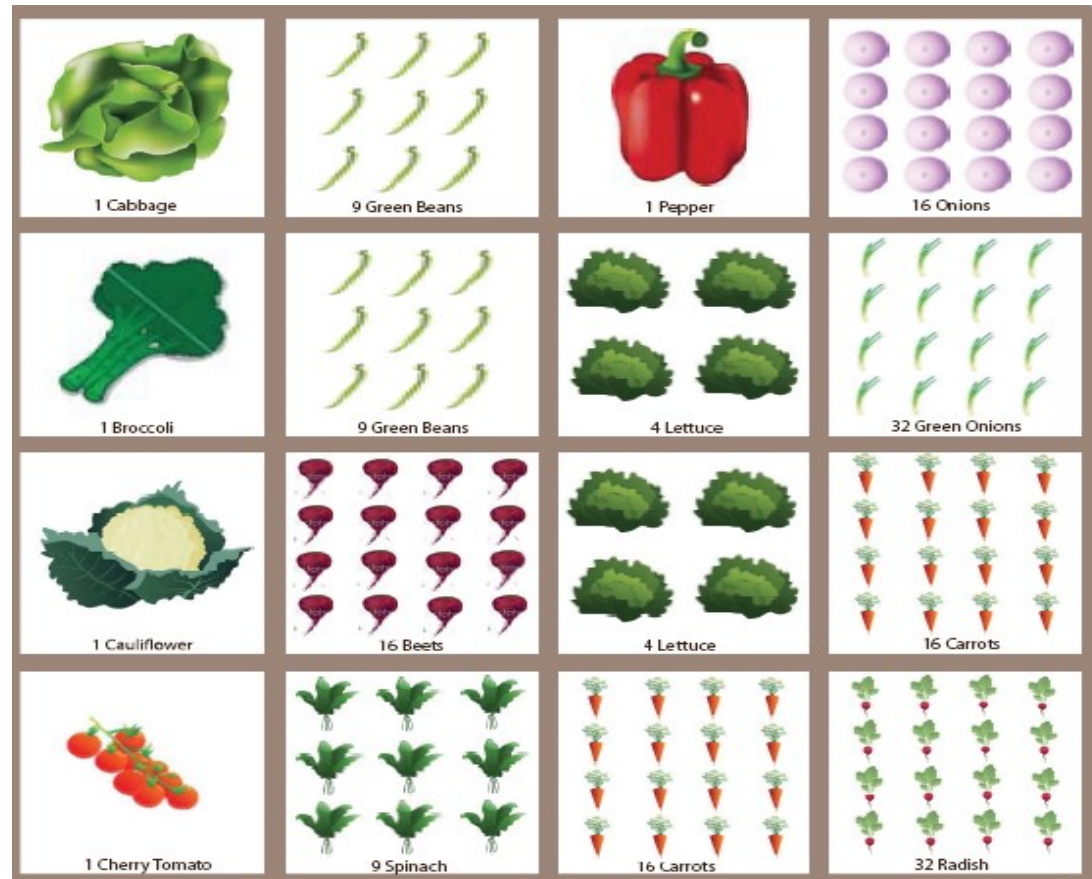 1 Cabbage
9 Green Beans
1 Pepper
16 Onions
1 Broccoli
9 Green Beans
4 Lettuce
32 Green Onions
1 Cauliflower
16 Beets
4 Lettuce
16 Carrots
1 Cherry Tomato
9 Spinach
16 Carrots
32 Radish